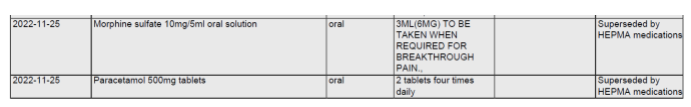 2022-11-25 Morphine sulfate 10mg/5ml oral solution oral 3ML(6MG) TO BE Superseded by
TAKEN WHEN HEPMA medications
REQUIRED FOR
BREAKTHROUGH
PAIN.,
2022-11-25 Paracetamol 500mg tablets oral 2 tablets four times Superseded by
daily HEPMA medications